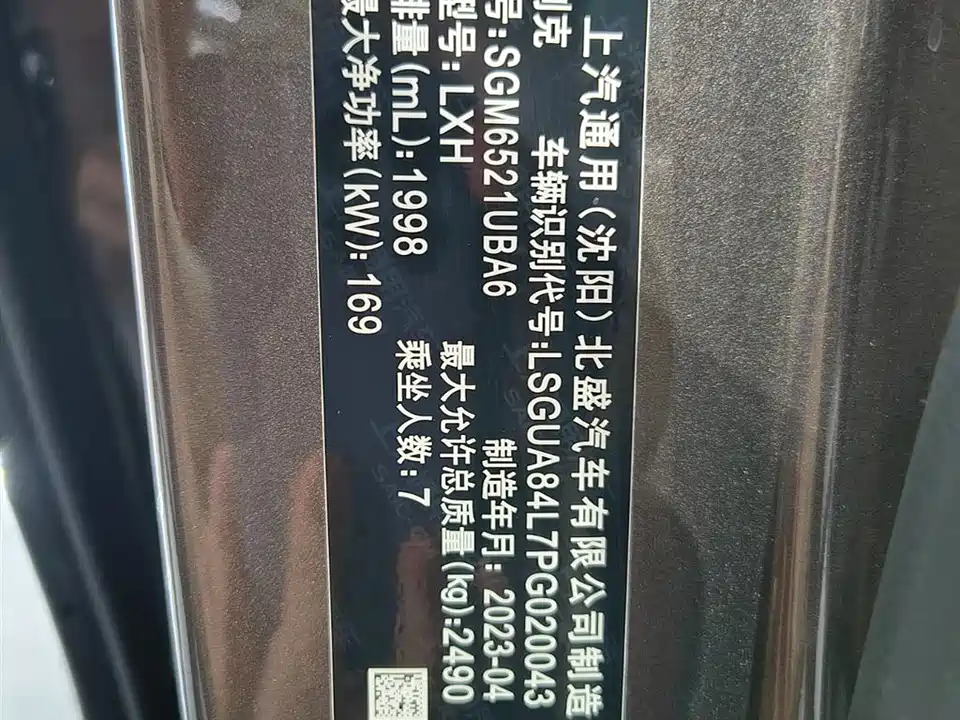 上汽通用(沈阳)北盛汽车有限公司制造
克 车辆识别代号:LSGUA84L7PG020043
号:SGM6521UBA6 制造年月:2023-04
型号:LXH 最大允许总质量(kg):2490
排量(mL):1998 乘坐人数:7
最大净功率(kW):169